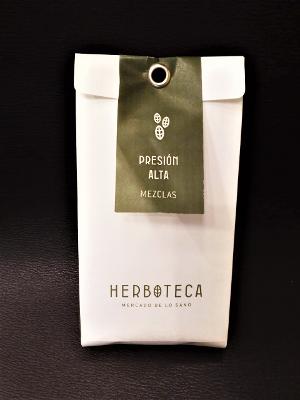 PRESIÓN
ALTA
MEZCLAS
HERBOTECA
MERCADO DE LO SANO